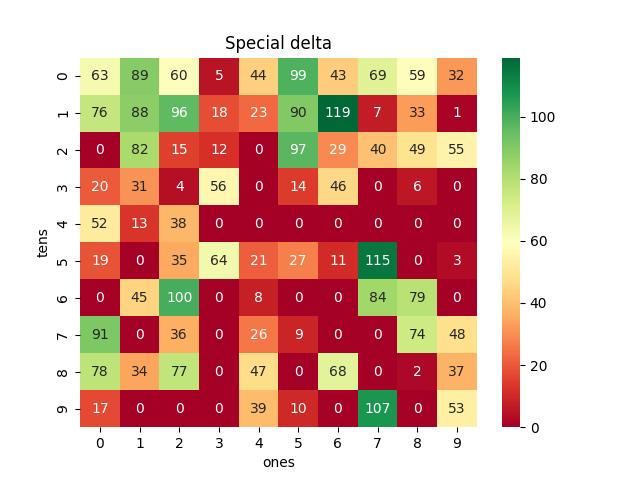 Special delta
0 63 89 60 5 44 99 43 69 59 32
1 76 88 96 18 23 90 119 7 33 1
2 0 82 15 12 0 97 29 40 49 55
3 20 31 4 56 0 14 46 0 6 0
4 52 13 38 0 0 0 0 0 0 0
5 19 0 35 64 21 27 11 115 0 3
6 0 45 100 0 8 0 0 84 79 0
7 91 0 36 0 26 9 0 0 74 48
8 78 34 77 0 47 0 68 0 2 37
9 17 0 0 0 39 10 0 107 0 53
0 1 2 3 4 5 6 7 8 9
tens
ones
100
80
60
40
20
0